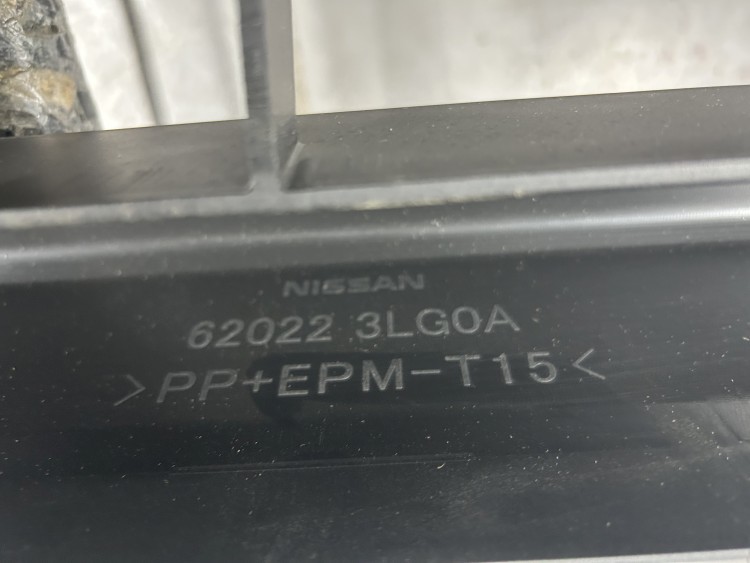 NISSAN
62022 3LG0A
>PP+EPM-T15<